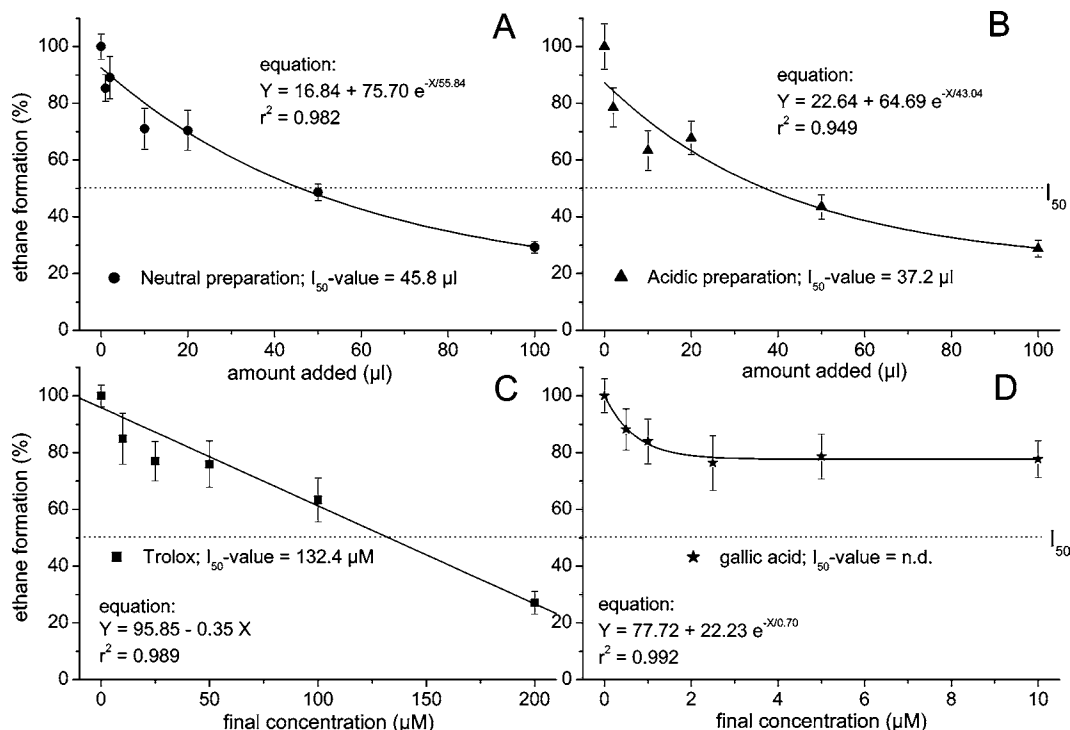 A
ethane formation (%)
100
80
60
40
20
0
equation:
Y = 16.84 + 75.70 e^-X/55.84
r² = 0.982
Neutral preparation; I₅₀-value = 45.8 µl
0 20 40 60 80 100
amount added (µl)
B
equation:
Y = 22.64 + 64.69 e^-X/43.04
r² = 0.949
I₅₀
Acidic preparation; I₅₀-value = 37.2 µl
0 20 40 60 80 100
amount added (µl)
C
ethane formation (%)
100
80
60
40
20
0
Trolox; I₅₀-value = 132.4 µM
equation:
Y = 95.85 - 0.35 X
r² = 0.989
0 50 100 150 200
final concentration (µM)
D
I₅₀
gallic acid; I₅₀-value = n.d.
equation:
Y = 77.72 + 22.23 e^-X/0.70
r² = 0.992
0 2 4 6 8 10
final concentration (µM)